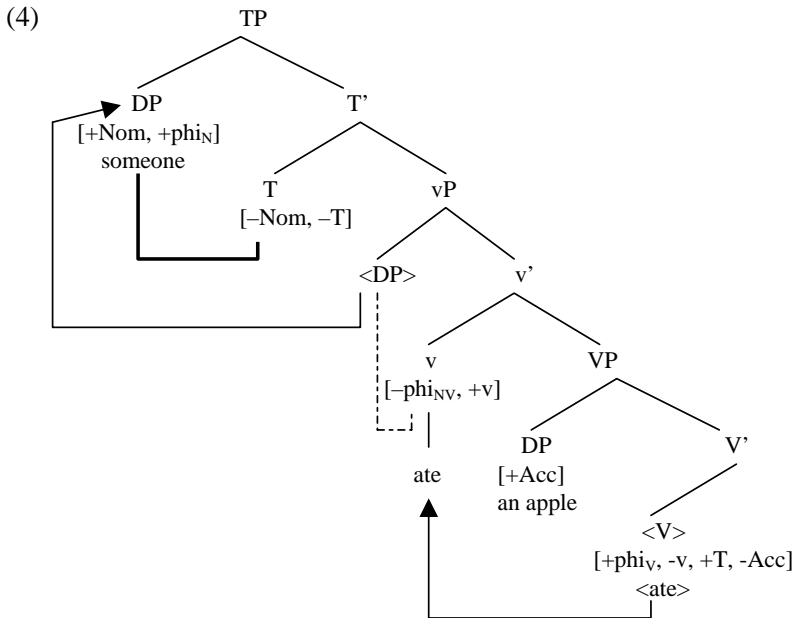 (4)
TP
DP T’
[+Nom, +phiN]
someone
T vP
[–Nom, –T]
<DP> v’
v VP
[–phiNV, +v]
DP V’
ate [+Acc]
an apple
<V>
[+phiV, -v, +T, -Acc]
<ate>